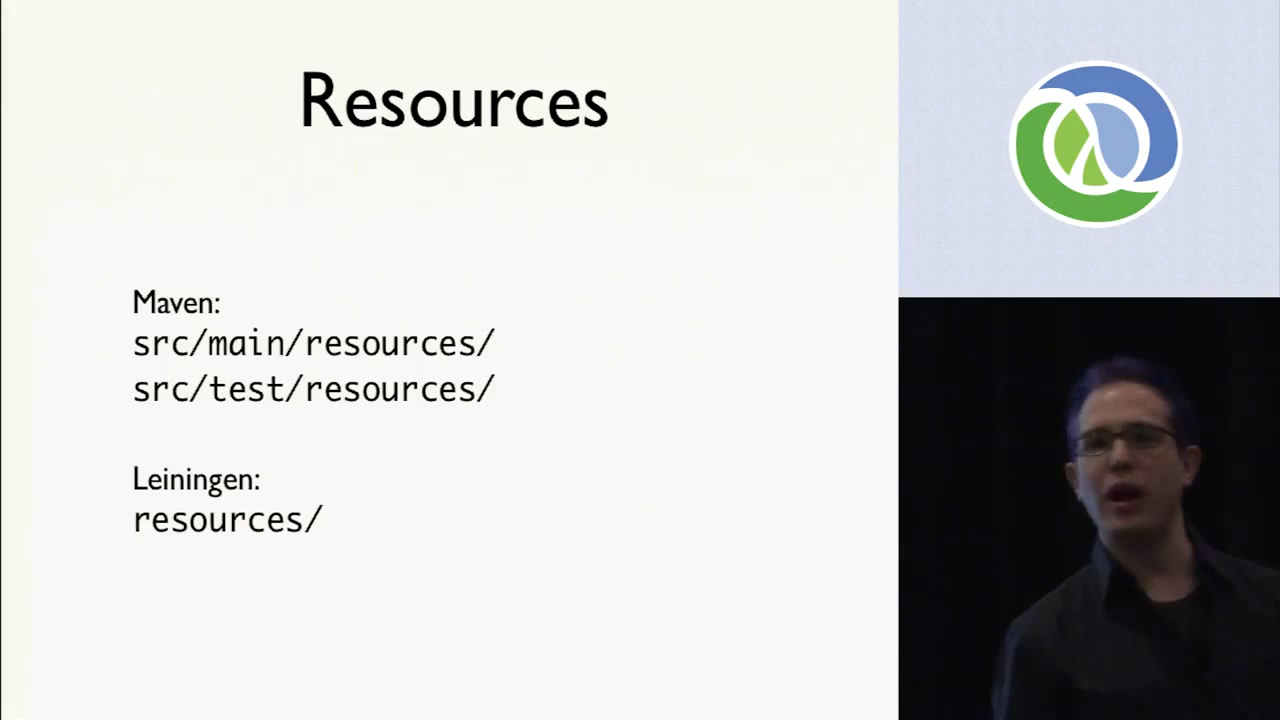 Resources
Maven:
src/main/resources/
src/test/resources/
Leiningen:
resources/